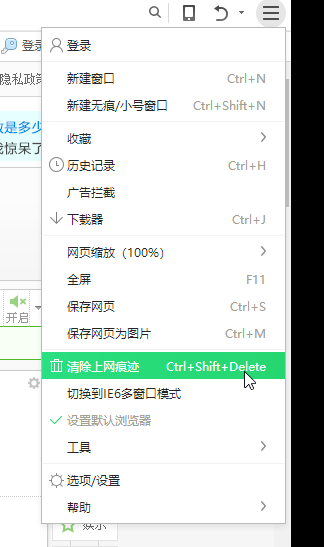 登录
登录
隐私政策
是多少
惊呆了
新建窗口 Ctrl+N
新建无痕/小号窗口 Ctrl+Shift+N
收藏
历史记录 Ctrl+H
广告拦截
下载器 Ctrl+J
网页缩放（100%）
全屏 F11
保存网页 Ctrl+S
保存网页为图片 Ctrl+M
开启
清除上网痕迹 Ctrl+Shift+Delete
切换到IE6多窗口模式
设置默认浏览器
工具
选项/设置
帮助
娱乐